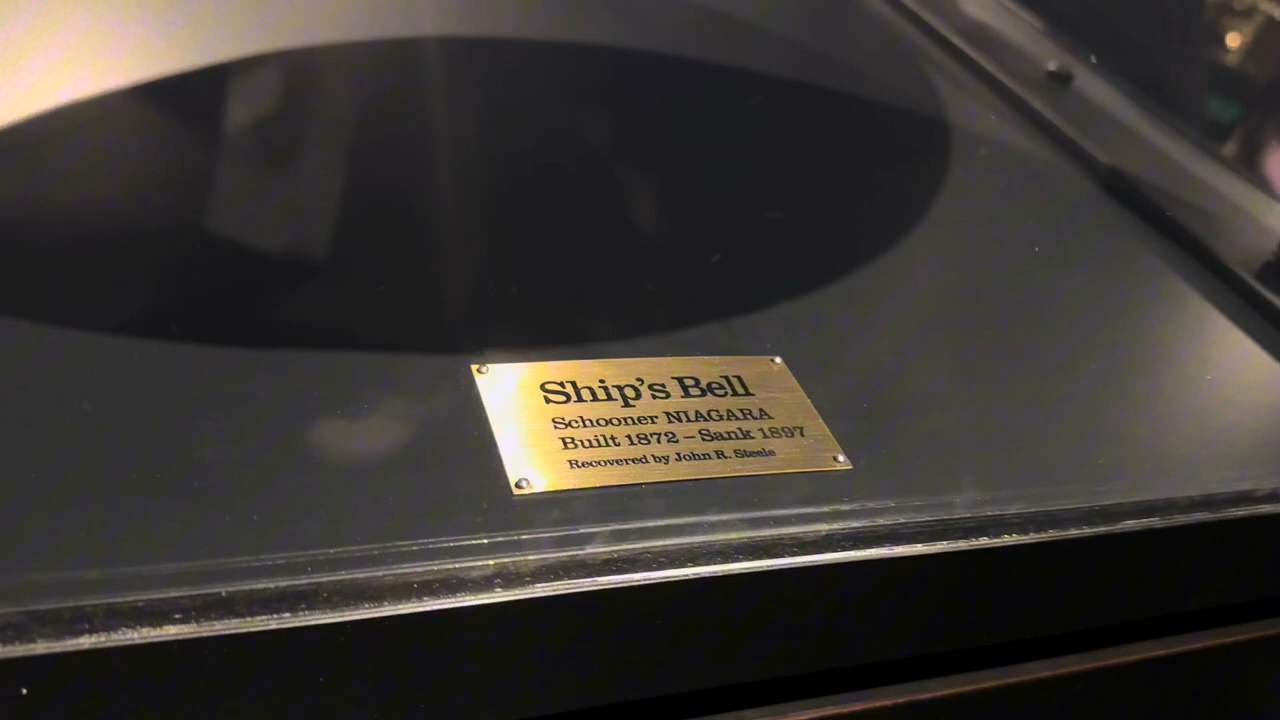 Ship's Bell
Schooner NIAGARA
Built 1872 – Sank 1897
Recovered by John R. Steele